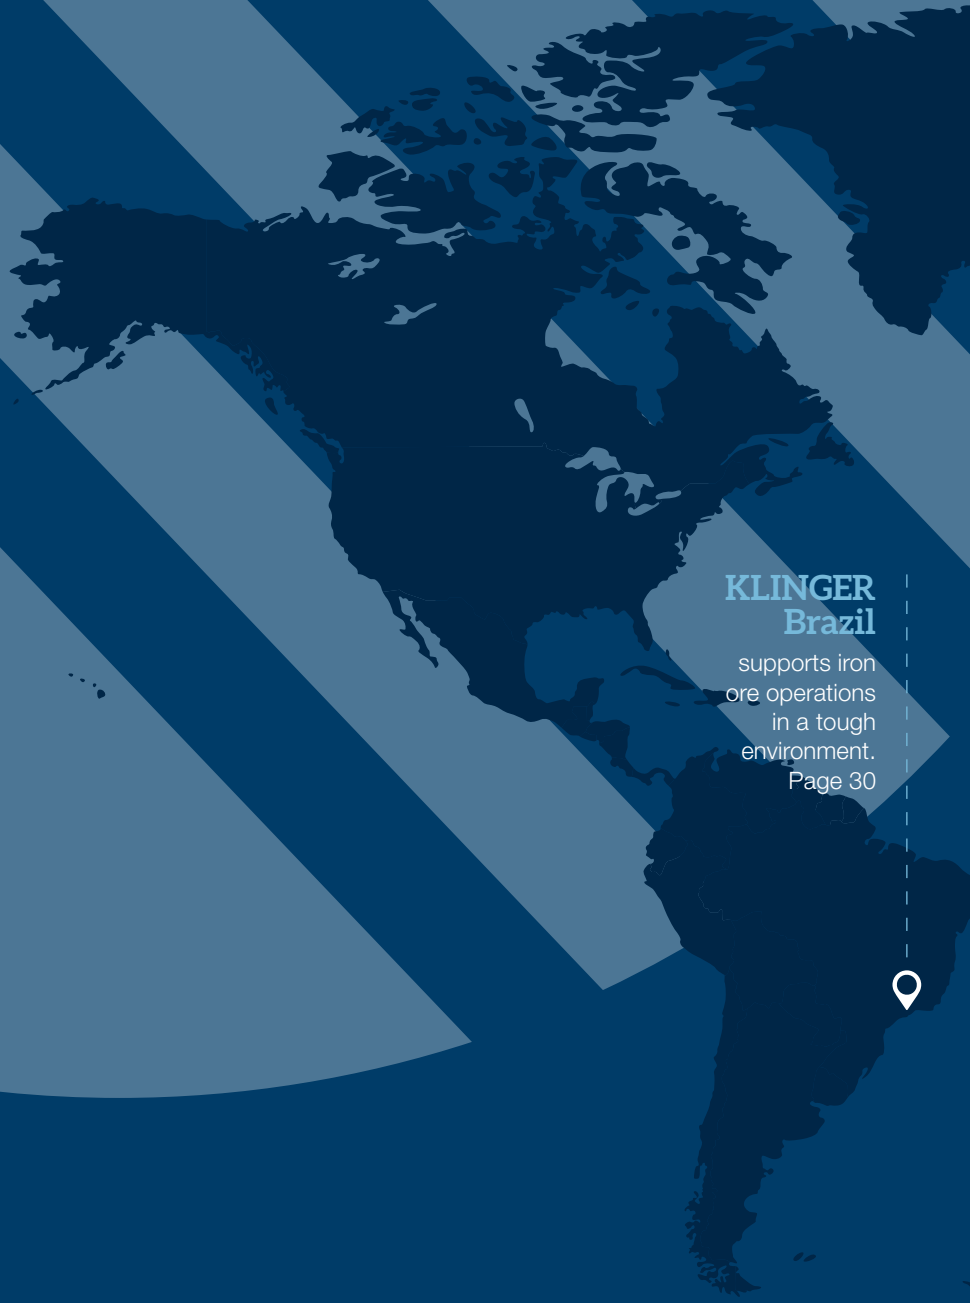 KLINGER
Brazil
supports iron
ore operations
in a tough
environment.
Page 30